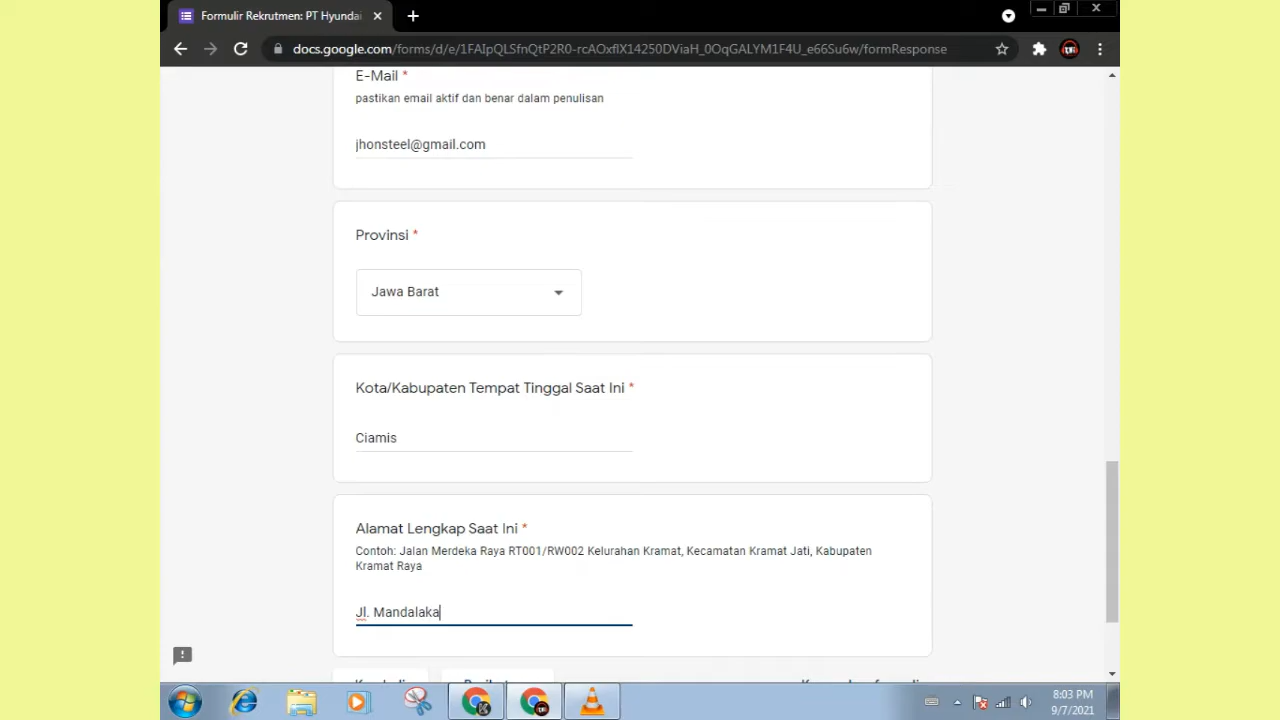 Formulir Rekrutmen: PT Hyundai
docs.google.com/forms/d/e/1FAIpQLSfnQtP2R0-rcAOxflX14250DViaH_0OqGALYM1F4U_e66Su6w/formResponse
E-Mail *
pastikan email aktif dan benar dalam penulisan
jhonsteel@gmail.com
Provinsi *
Jawa Barat
Kota/Kabupaten Tempat Tinggal Saat Ini *
Ciamis
Alamat Lengkap Saat Ini *
Contoh: Jalan Merdeka Raya RT001/RW002 Kelurahan Kramat, Kecamatan Kramat Jati, Kabupaten
Kramat Raya
Jl. Mandalaka
8:03 PM
9/7/2021